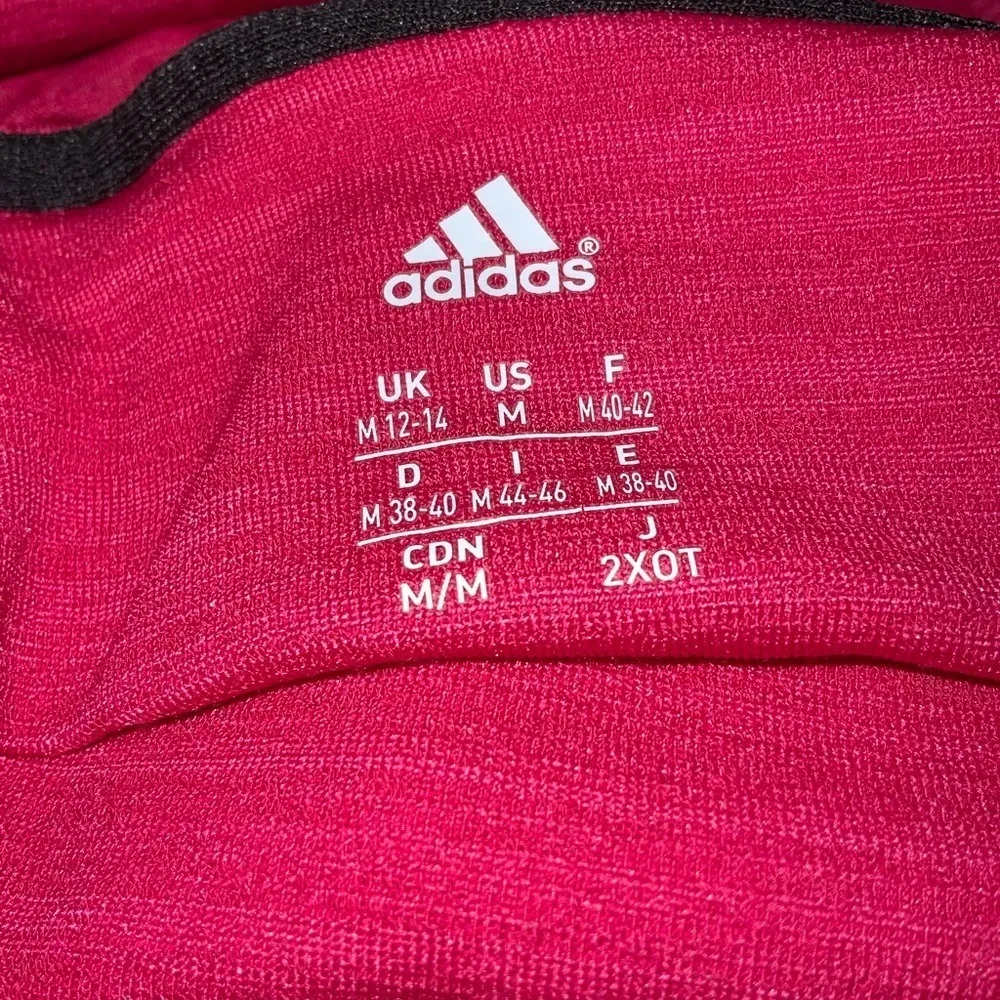 adidas®
UK US F
M 12-14 M M 40-42
D I E
M 38-40 M 44-46 M 38-40
CDN J
M/M 2XOT